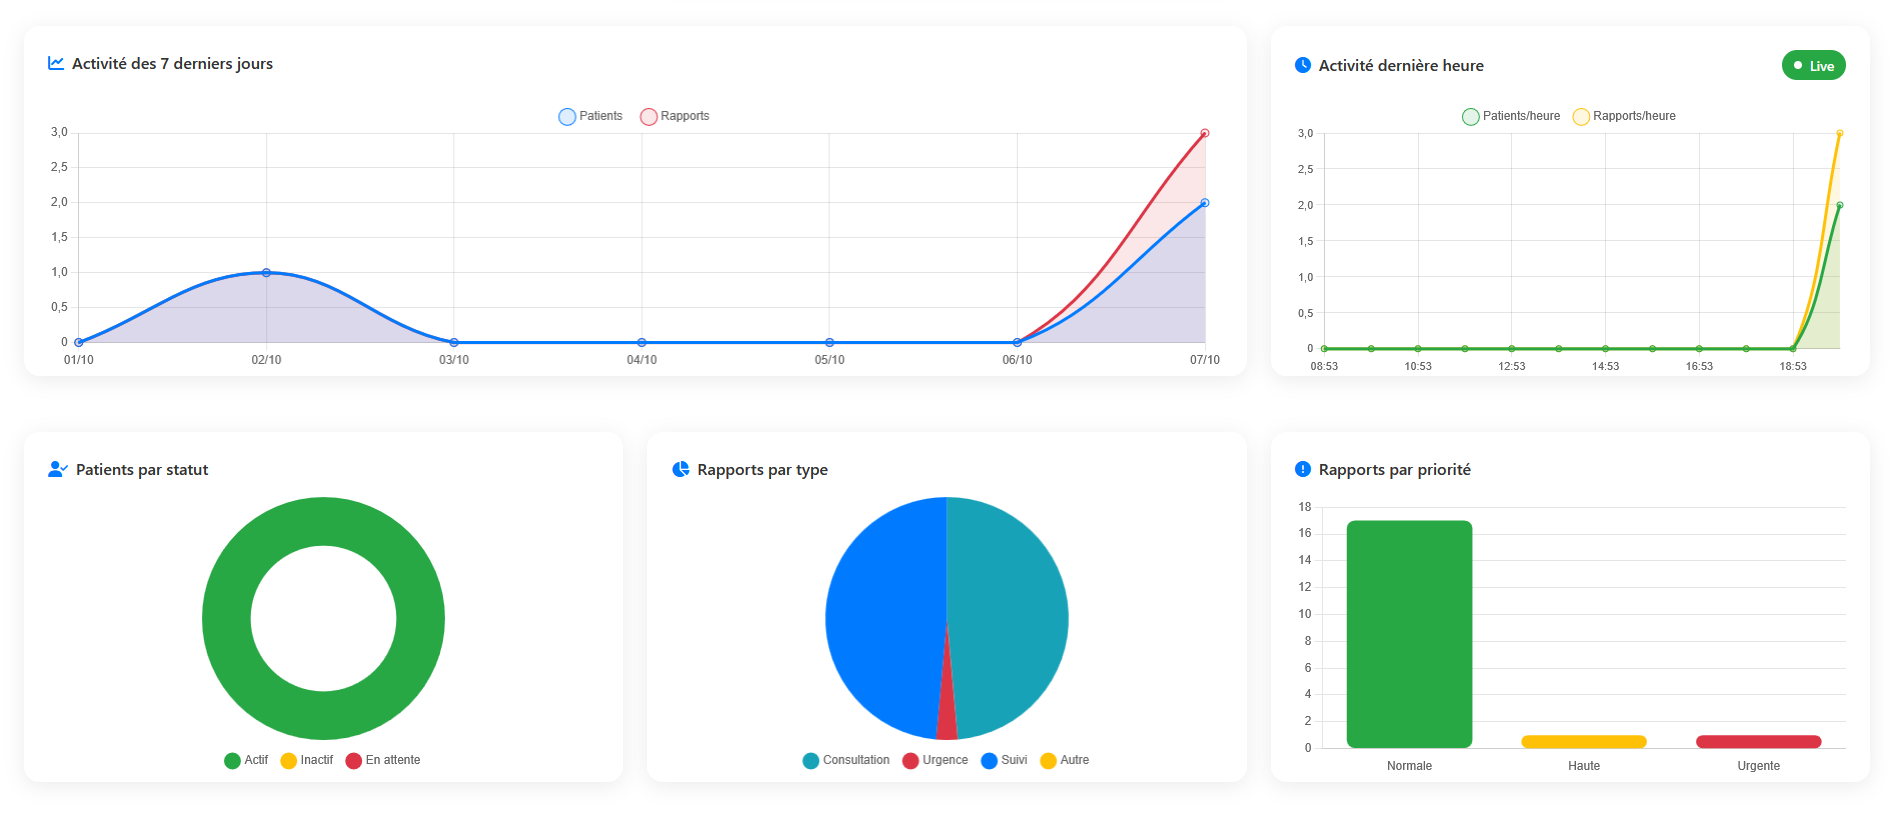 Activité des 7 derniers jours
Patients Rapports
3,0
2,5
2,0
1,5
1,0
0,5
0
01/10 02/10 03/10 04/10 05/10 06/10 07/10
Activité dernière heure
Live
Patients/heure Rapports/heure
3,0
2,5
2,0
1,5
1,0
0,5
0
08:53 10:53 12:53 14:53 16:53 18:53
Patients par statut
Actif Inactif En attente
Rapports par type
Consultation Urgence Suivi Autre
Rapports par priorité
18
16
14
12
10
8
6
4
2
0
Normale Haute Urgente